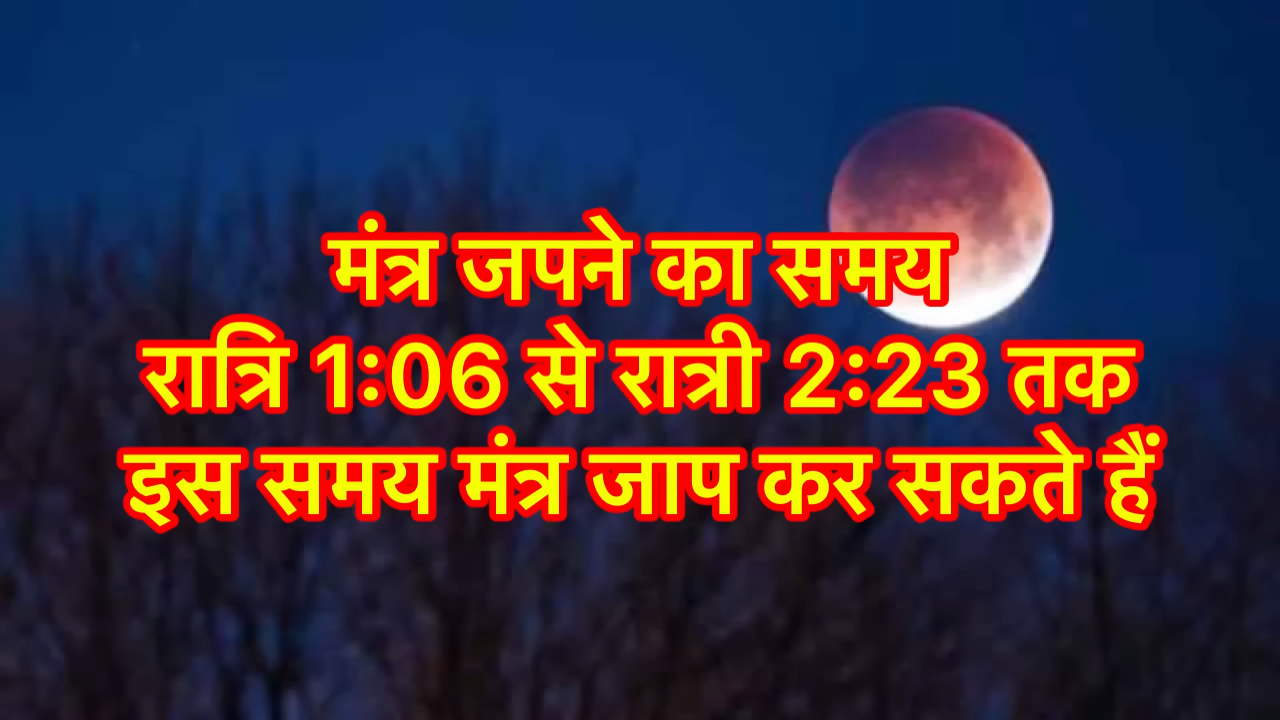 मंत्र जपने का समय
रात्रि 1:06 से रात्री 2:23 तक
इस समय मंत्र जाप कर सकते हैं